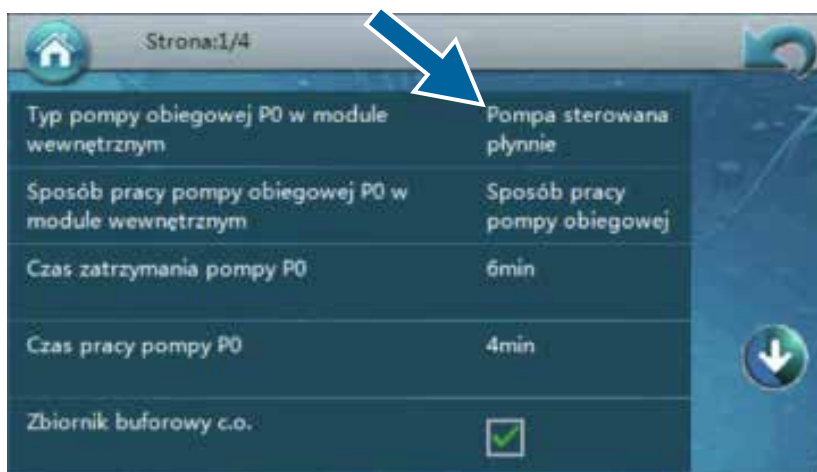 Strona:1/4
Typ pompy obiegowej P0 w module
wewnętrznym
Pompa sterowana
płynnie
Sposób pracy pompy obiegowej P0 w
module wewnętrznym
Sposób pracy
pompy obiegowej
Czas zatrzymania pompy P0
6min
Czas pracy pompy P0
4min
Zbiornik buforowy c.o.